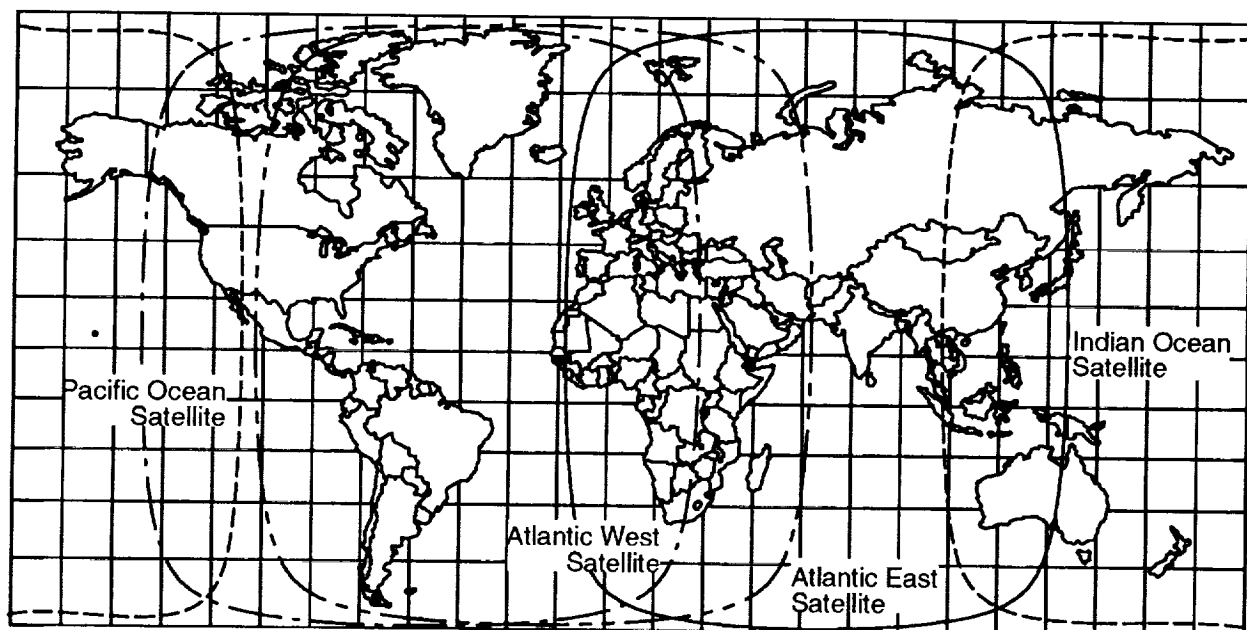 Pacific Ocean
Satellite
Atlantic West
Satellite
Atlantic East
Satellite
Indian Ocean
Satellite